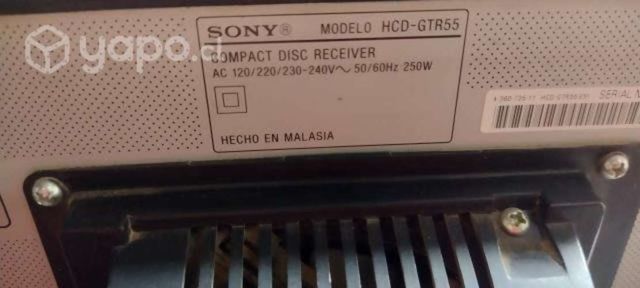 yapo.cl
SONY® MODELO HCD-GTR55
COMPACT DISC RECEIVER
AC 120/220/230-240V~ 50/60Hz 250W
HECHO EN MALASIA
SERIAL N